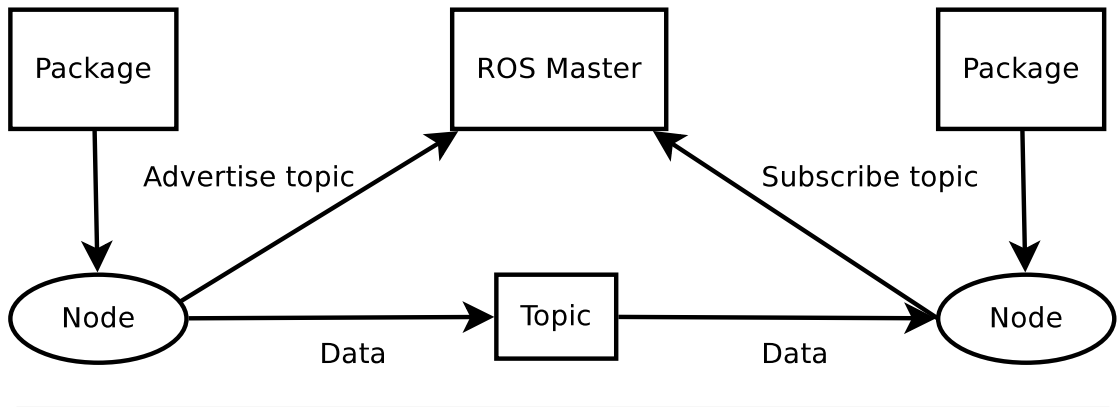 Package
ROS Master
Package
Advertise topic
Subscribe topic
Node
Topic
Node
Data
Data